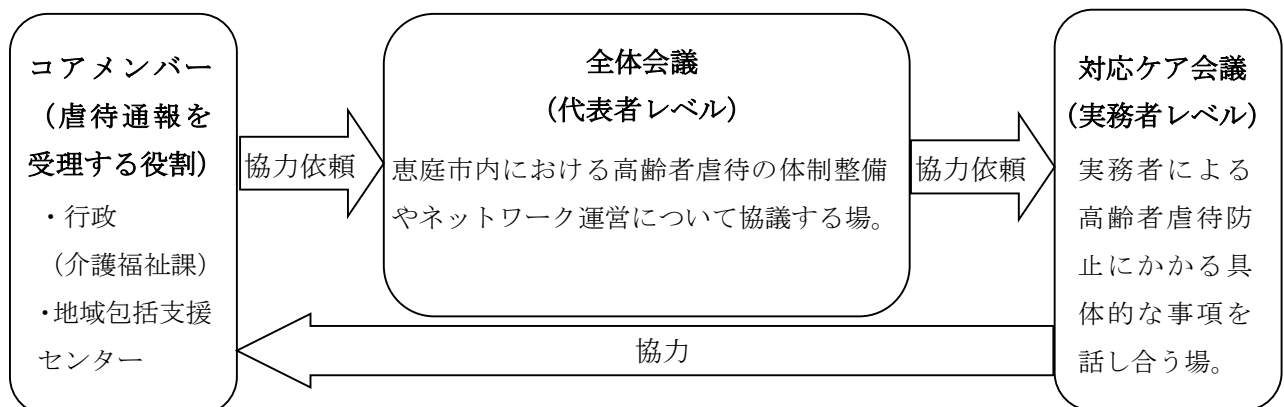 コアメンバー
（虐待通報を
受理する役割）
・行政
（介護福祉課）
・地域包括支援
センター
協力依頼
全体会議
（代表者レベル）
恵庭市内における高齢者虐待の体制整備
やネットワーク運営について協議する場。
協力依頼
対応ケア会議
（実務者レベル）
実務者による
高齢者虐待防
止にかかる具
体的な事項を
話し合う場。
協力